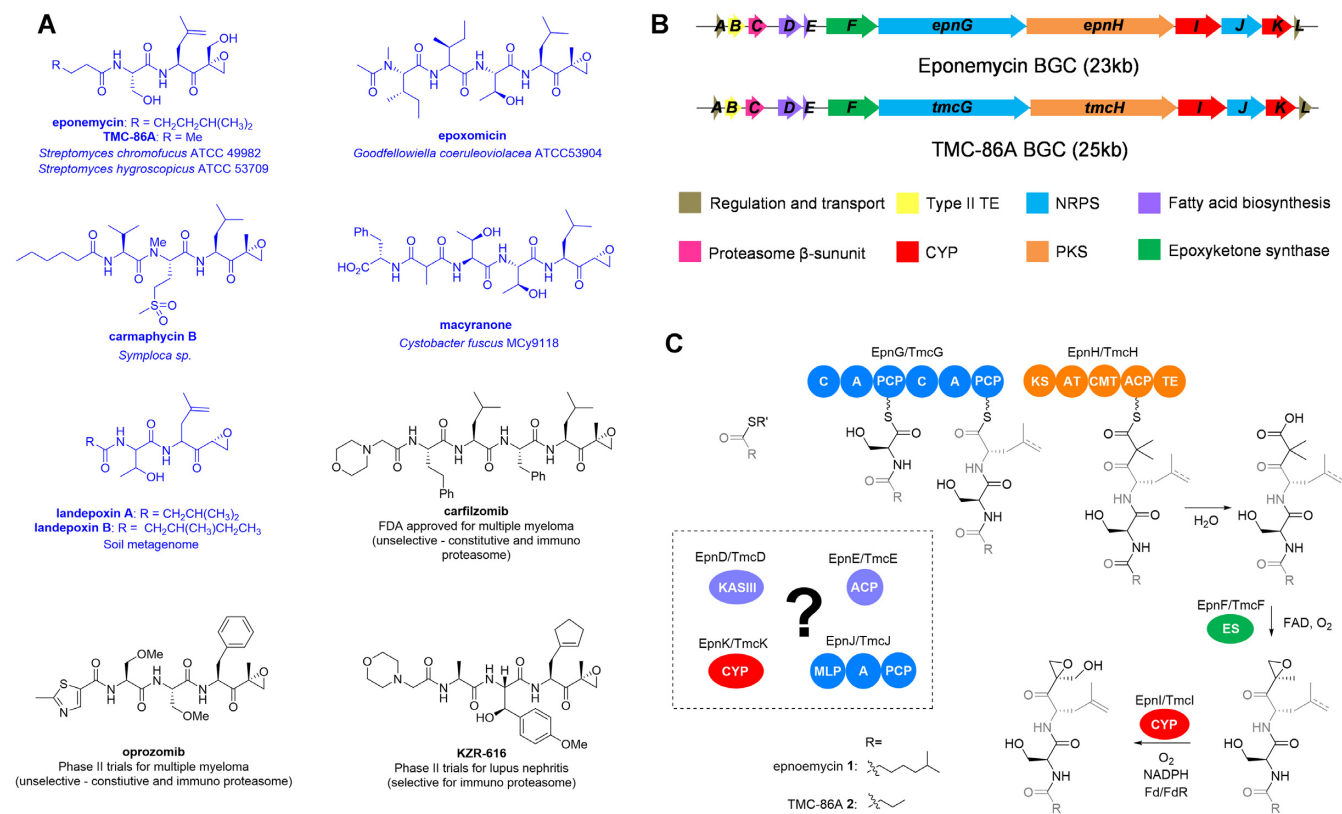 A
eponemycin: R = CH2CH2CH(CH3)2
TMC-86A: R = Me
Streptomyces chromofucus ATCC 49982
Streptomyces hygroscopicus ATCC 53709
epoxomicin
Goodfellowiella coeruleoviolacea ATCC53904
carmaphycin B
Symploca sp.
macyranone
Cystobacter fuscus MCy9118
landepoxin A: R = CH2CH(CH3)2
landepoxin B: R = CH2CH(CH3)CH2CH3
Soil metagenome
carfilzomib
FDA approved for multiple myeloma
(unselective - constitutive and immuno
proteasome)
oprozomib
Phase II trials for multiple myeloma
(unselective - constiutive and immuno proteasome)
KZR-616
Phase II trials for lupus nephritis
(selective for immuno proteasome)
B
A B C D E F epnG epnH I J K L
Eponemycin BGC (23kb)
A B C D E F tmcG tmcH I J K L
TMC-86A BGC (25kb)
Regulation and transport
Type II TE
NRPS
Fatty acid biosynthesis
Proteasome β-sununit
CYP
PKS
Epoxyketone synthase
C
EpnG/TmcG
EpnH/TmcH
C A PCP C A PCP
KS AT CMT ACP TE
H2O
EpnD/TmcD
KASIII
EpnE/TmcE
ACP
?
EpnK/TmcK
CYP
EpnJ/TmcJ
MLP A PCP
EpnF/TmcF
ES
FAD, O2
EpnI/TmcI
CYP
O2
NADPH
Fd/FdR
R=
epnoemycin 1:
TMC-86A 2: